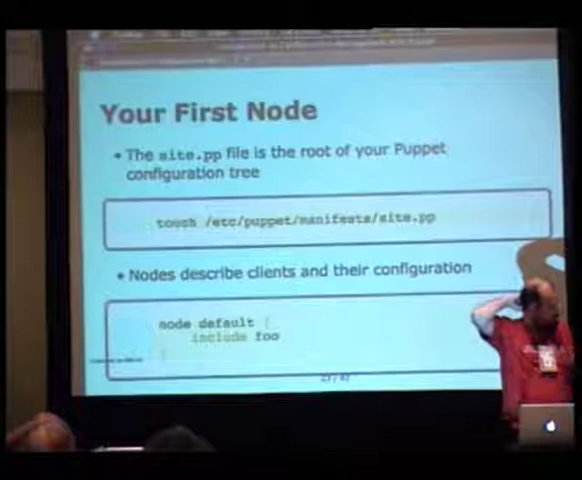 Your First Node
• The site.pp file is the root of your Puppet
configuration tree
touch /etc/puppet/manifests/site.pp
• Nodes describe clients and their configuration
node default {
include foo
}